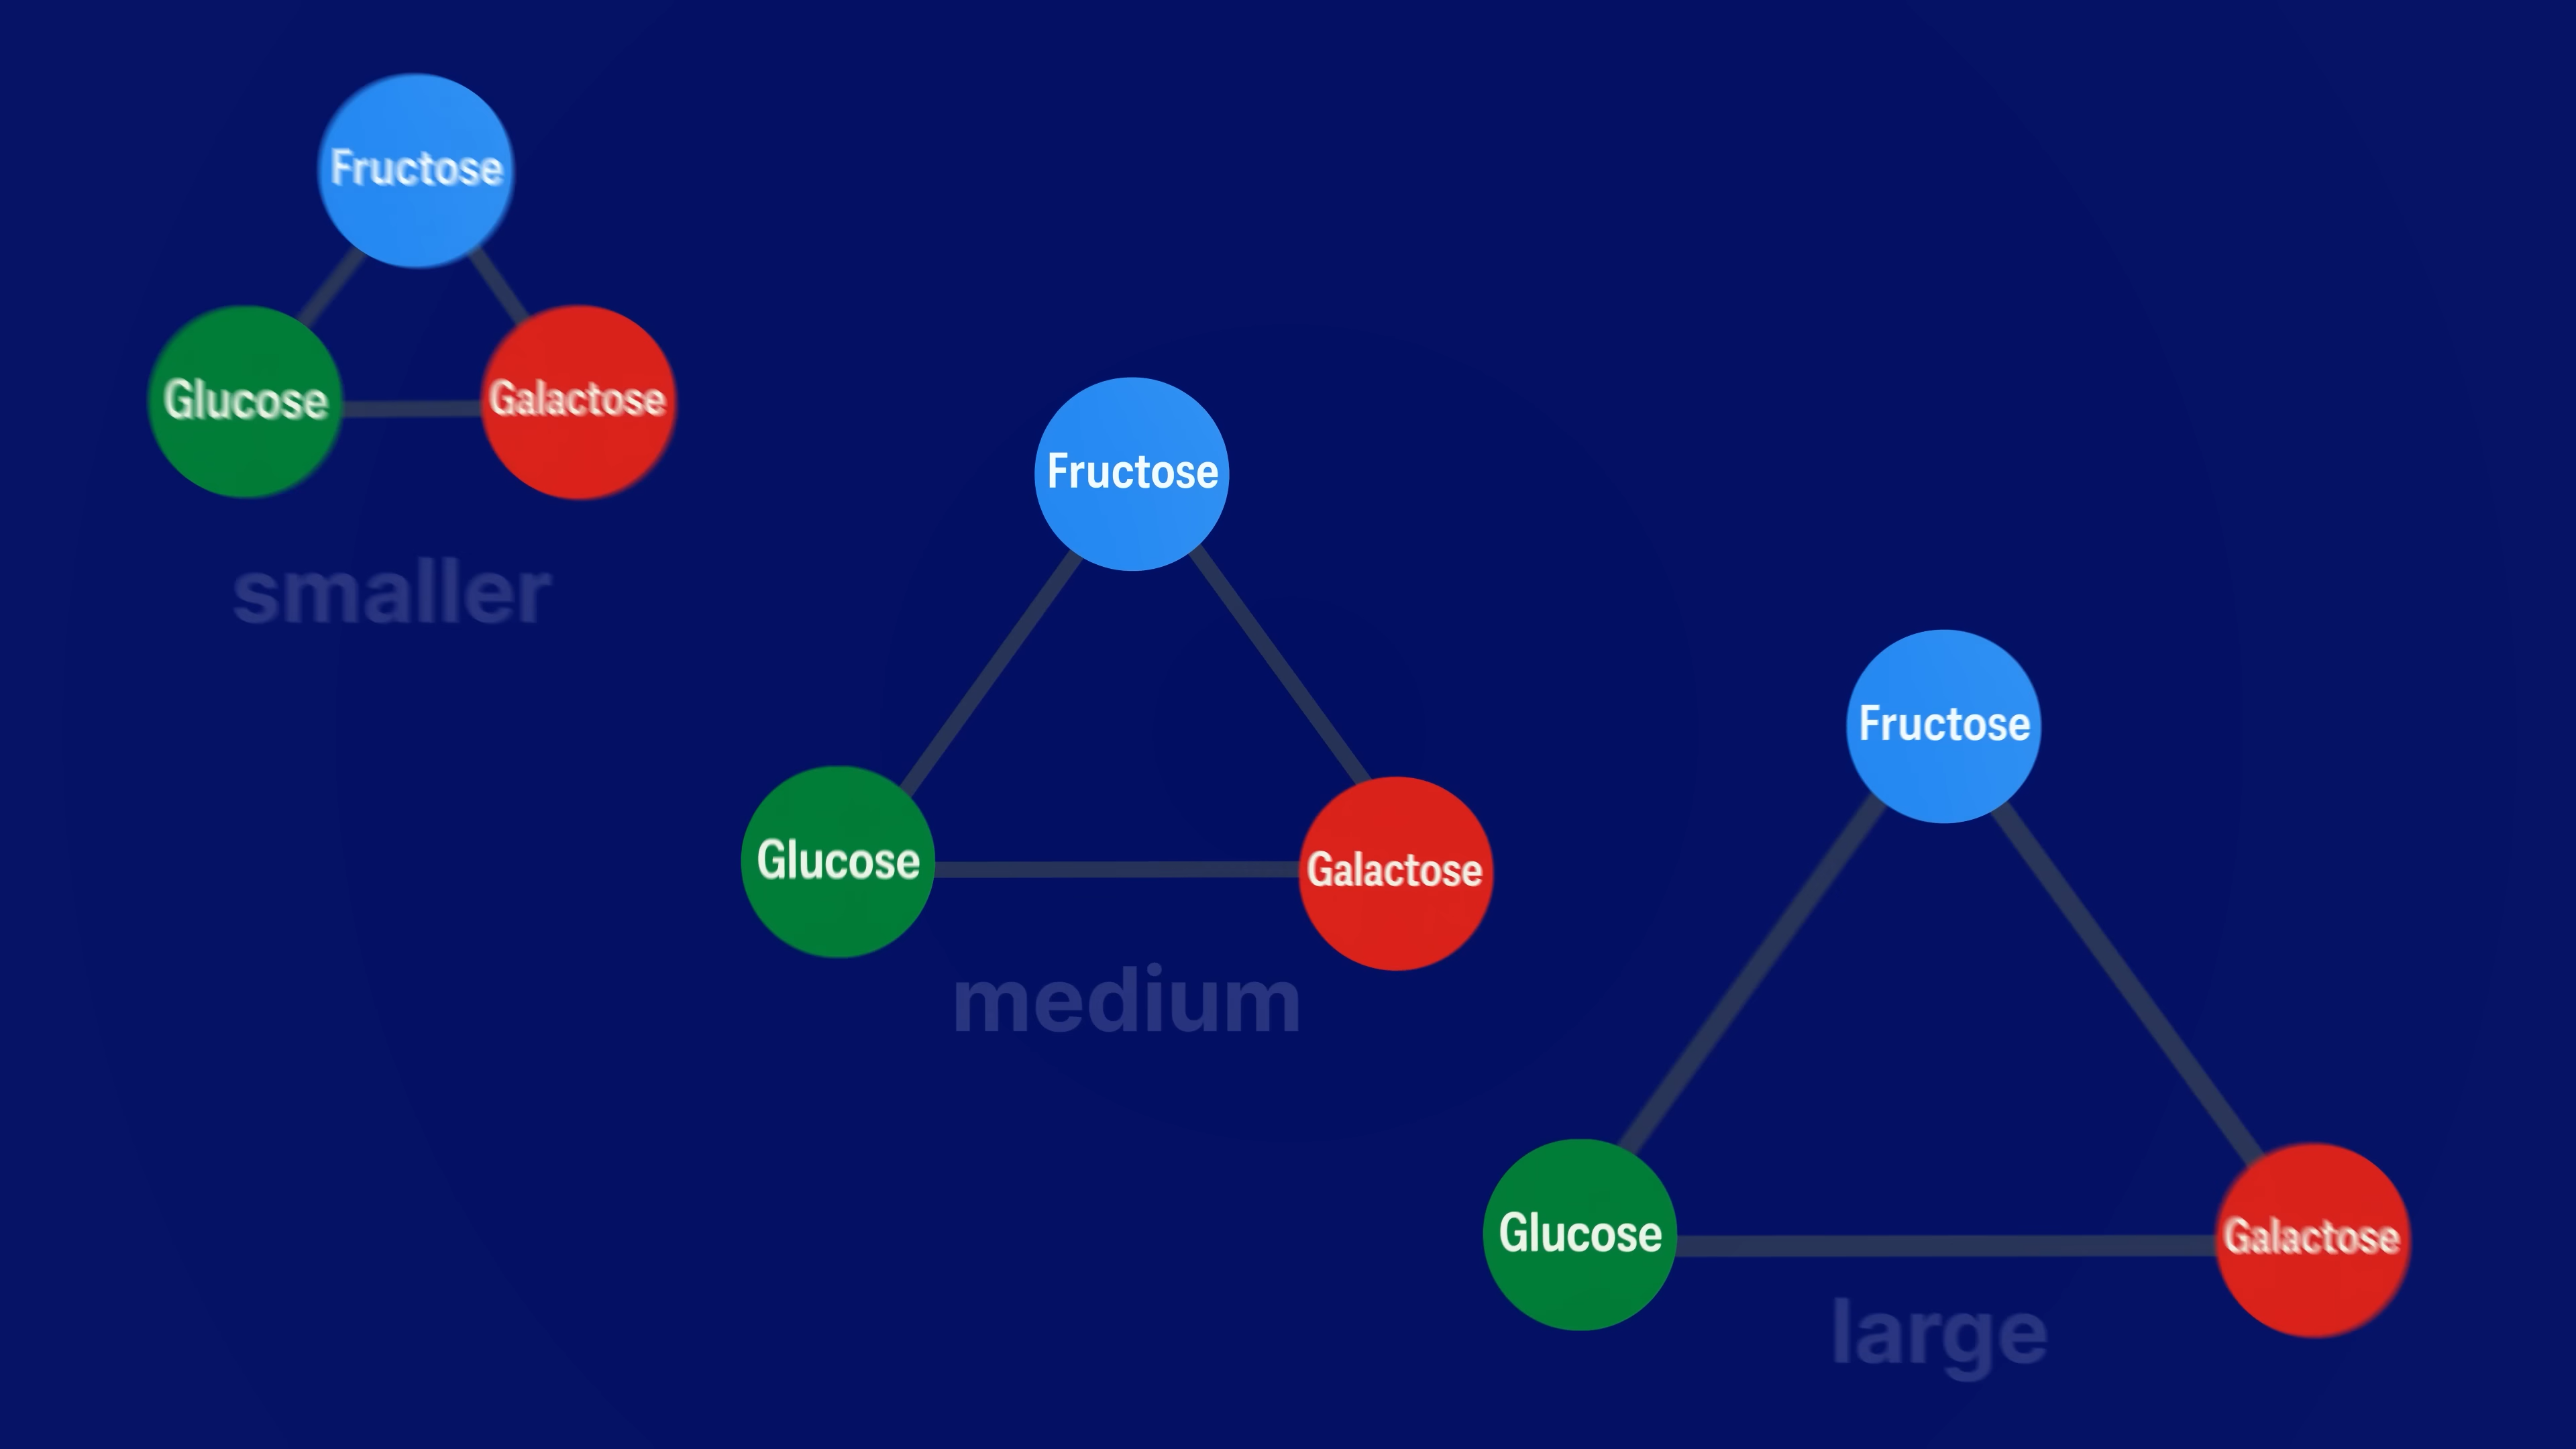 Fructose
Glucose
Galactose
smaller
Fructose
Glucose
Galactose
medium
Fructose
Glucose
Galactose
large